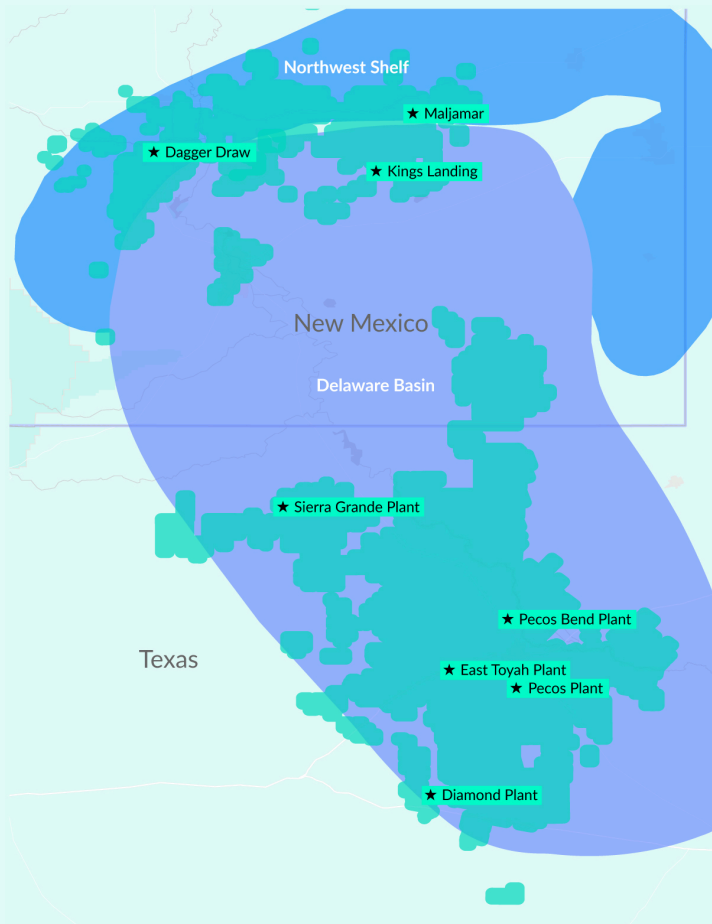 Northwest Shelf
★ Maljamar
★ Dagger Draw
★ Kings Landing
New Mexico
Delaware Basin
★ Sierra Grande Plant
★ Pecos Bend Plant
Texas
★ East Toyah Plant
★ Pecos Plant
★ Diamond Plant